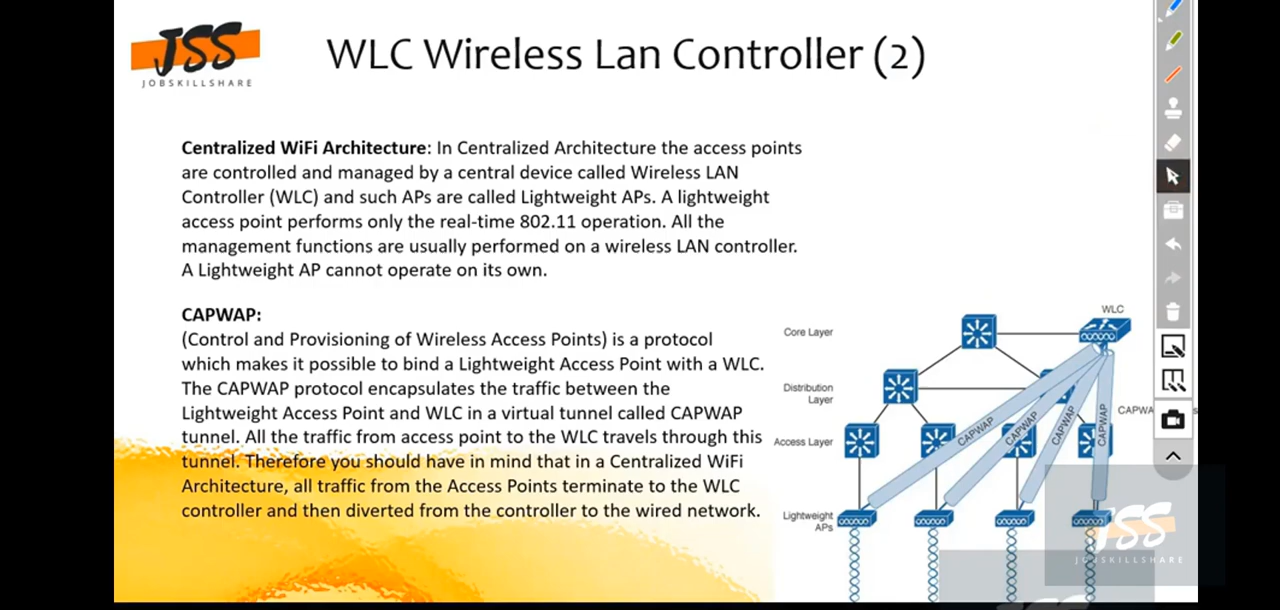 JSS
JOBSKILLSHARE
WLC Wireless Lan Controller (2)
Centralized WiFi Architecture: In Centralized Architecture the access points
are controlled and managed by a central device called Wireless LAN
Controller (WLC) and such APs are called Lightweight APs. A lightweight
access point performs only the real-time 802.11 operation. All the
management functions are usually performed on a wireless LAN controller.
A Lightweight AP cannot operate on its own.
CAPWAP:
(Control and Provisioning of Wireless Access Points) is a protocol
which makes it possible to bind a Lightweight Access Point with a WLC.
The CAPWAP protocol encapsulates the traffic between the
Lightweight Access Point and WLC in a virtual tunnel called CAPWAP
tunnel. All the traffic from access point to the WLC travels through this
tunnel. Therefore you should have in mind that in a Centralized WiFi
Architecture, all traffic from the Access Points terminate to the WLC
controller and then diverted from the controller to the wired network.
WLC
Core Layer
Distribution
Layer
Access Layer
CAPWAP
CAPWAP
CAPWAP
CAPWAP
CAPWA
Lightweight
APs
JSS
JOBSKILLSHARE
JSS